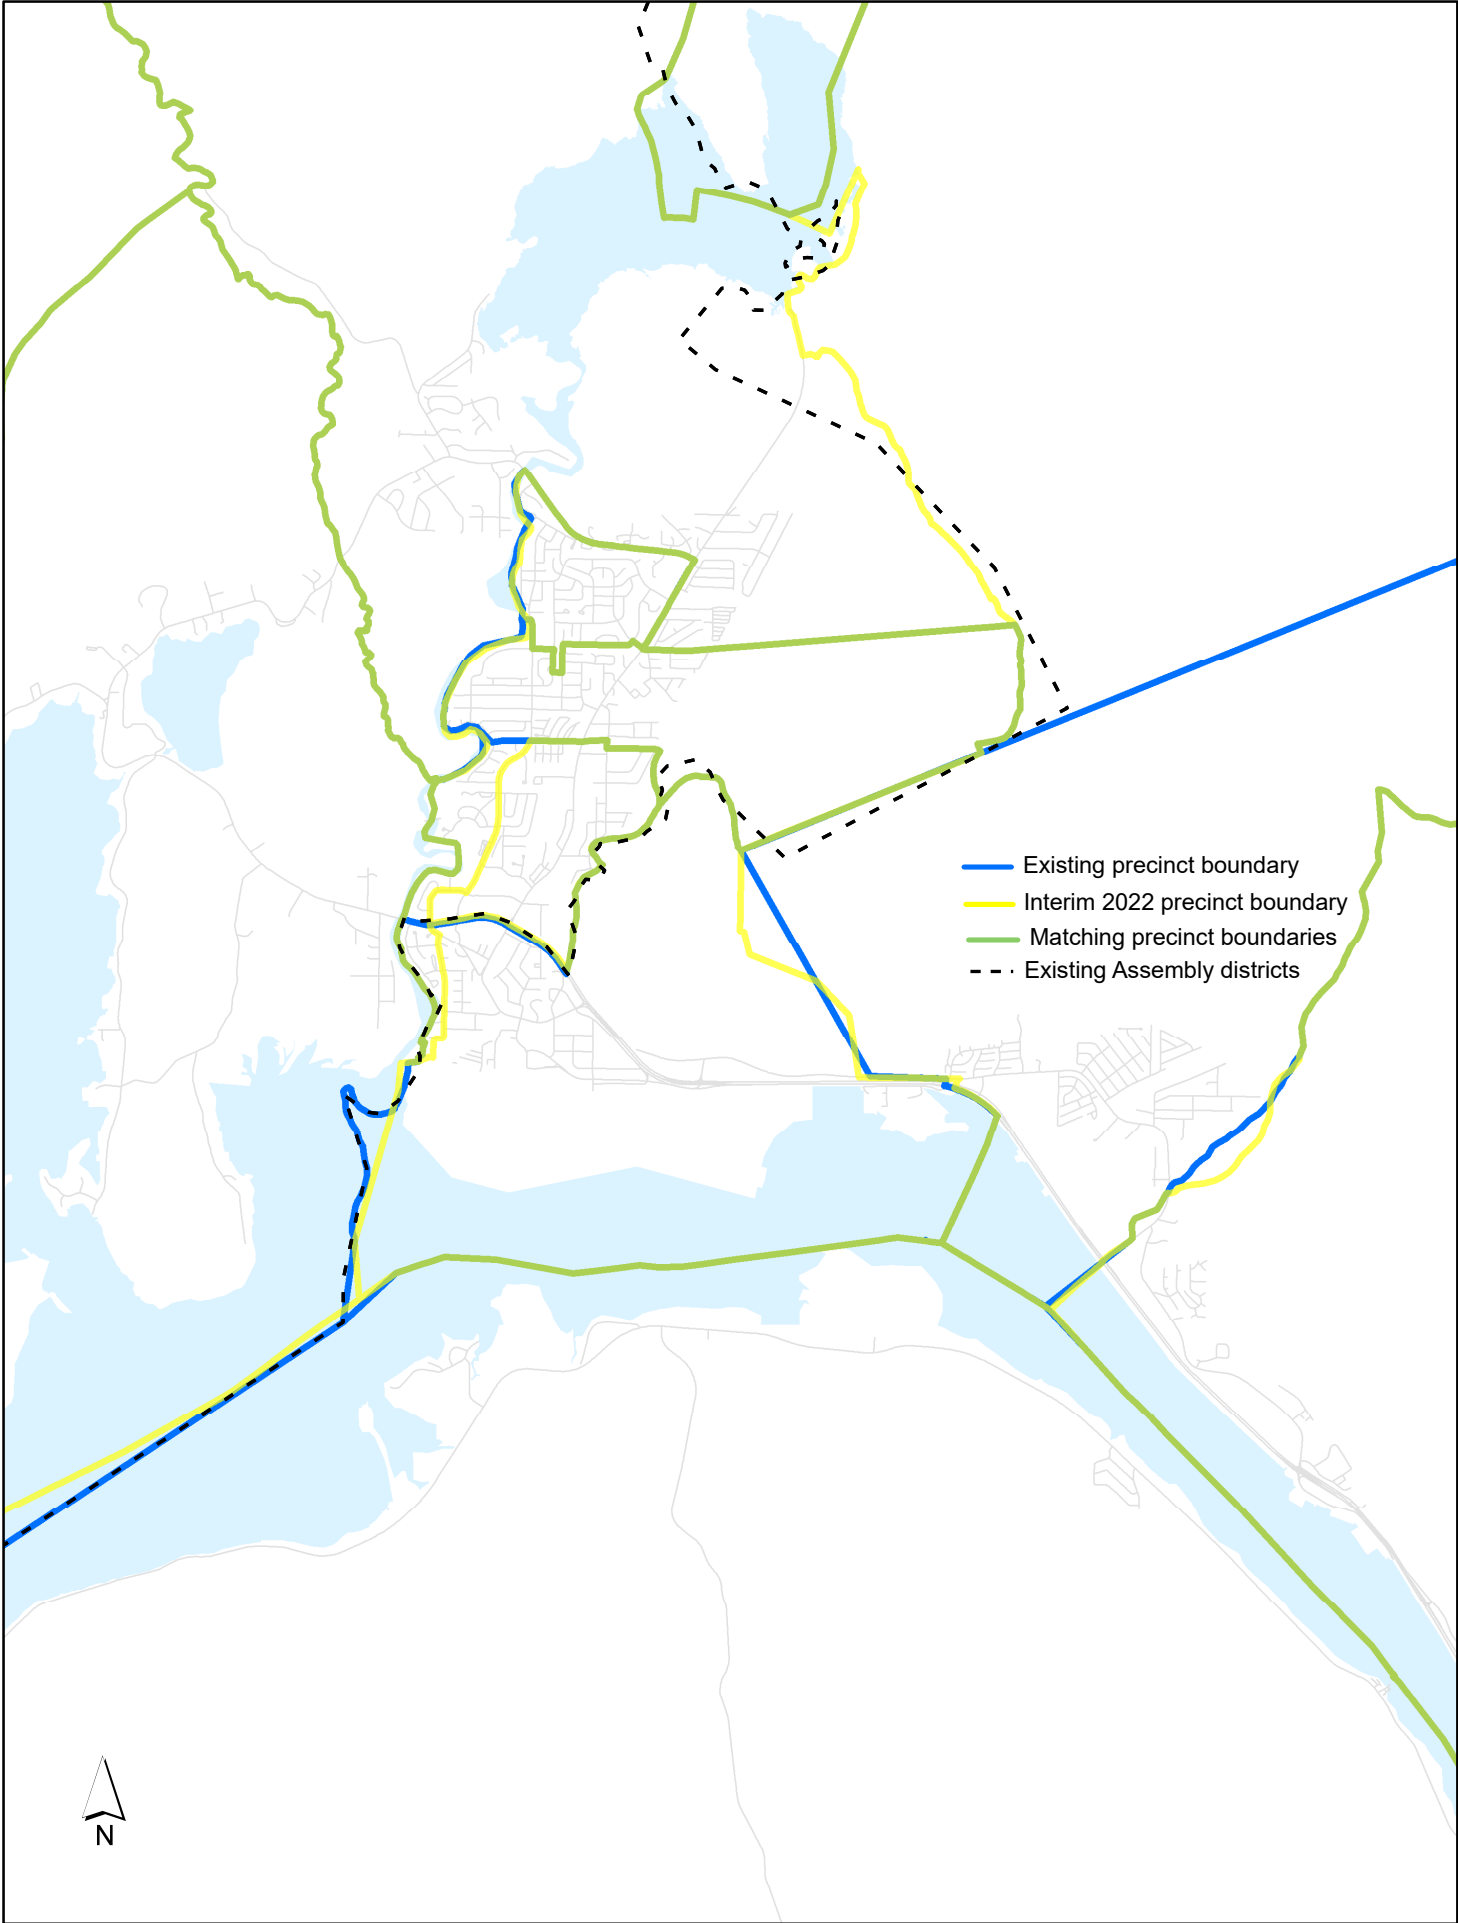 Existing precinct boundary
Interim 2022 precinct boundary
Matching precinct boundaries
Existing Assembly districts
N